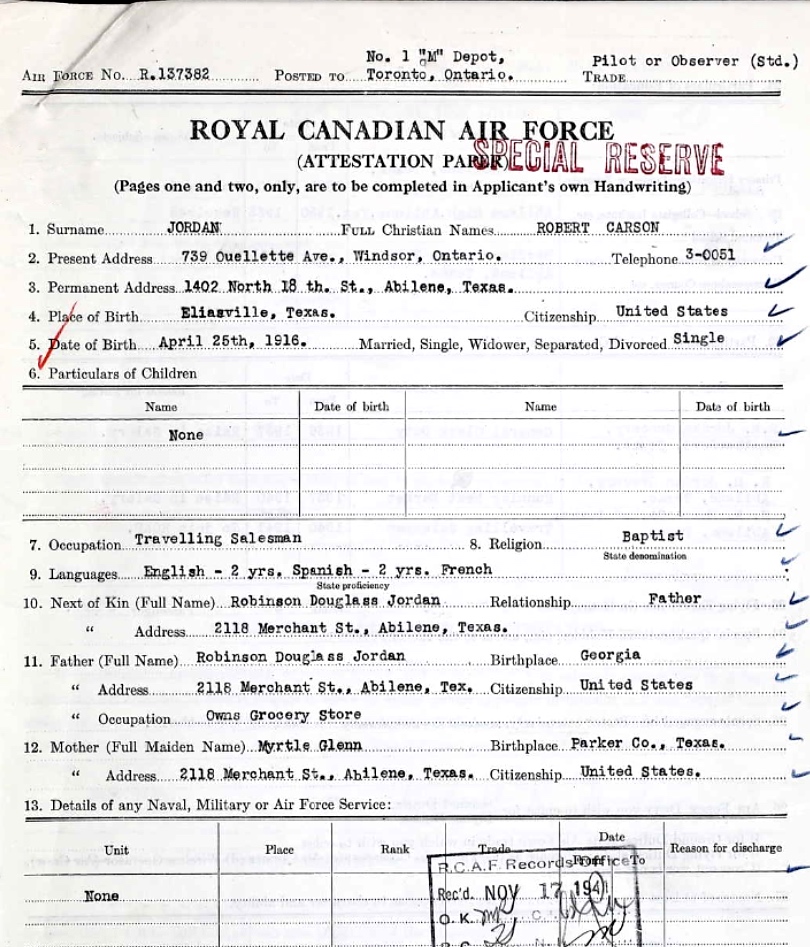 No. 1 "M" Depot, Pilot or Observer (Std.)
AIR FORCE NO. R.137382 POSTED TO Toronto, Ontario. TRADE
ROYAL CANADIAN AIR FORCE
(ATTESTATION PAPER) SPECIAL RESERVE
(Pages one and two, only, are to be completed in Applicant's own Handwriting)
1. Surname JORDAN FULL Christian Names ROBERT CARSON
2. Present Address 739 Ouellette Ave., Windsor, Ontario. Telephone 3-0051
3. Permanent Address 1402 North 18 th. St., Abilene, Texas.
4. Place of Birth Eliasville, Texas. Citizenship United States
5. Date of Birth April 25th, 1916. Married, Single, Widower, Separated, Divorced Single
6. Particulars of Children
Name Date of birth Name Date of birth
None
7. Occupation Travelling Salesman 8. Religion Baptist
State denomination
9. Languages English - 2 yrs. Spanish - 2 yrs. French
State proficiency
10. Next of Kin (Full Name) Robinson Douglass Jordan Relationship Father
" Address 2118 Merchant St., Abilene, Texas.
11. Father (Full Name) Robinson Douglass Jordan Birthplace Georgia
" Address 2118 Merchant St., Abilene, Tex. Citizenship United States
" Occupation Owns Grocery Store
12. Mother (Full Maiden Name) Myrtle Glenn Birthplace Parker Co., Texas.
" Address 2118 Merchant St., Abilene, Texas. Citizenship United States.
13. Details of any Naval, Military or Air Force Service:
Date
Unit Place Rank Trade From To Reason for discharge
R.C.A.F. Records Office
None
Rec'd. NOV 17 1941
O.K.